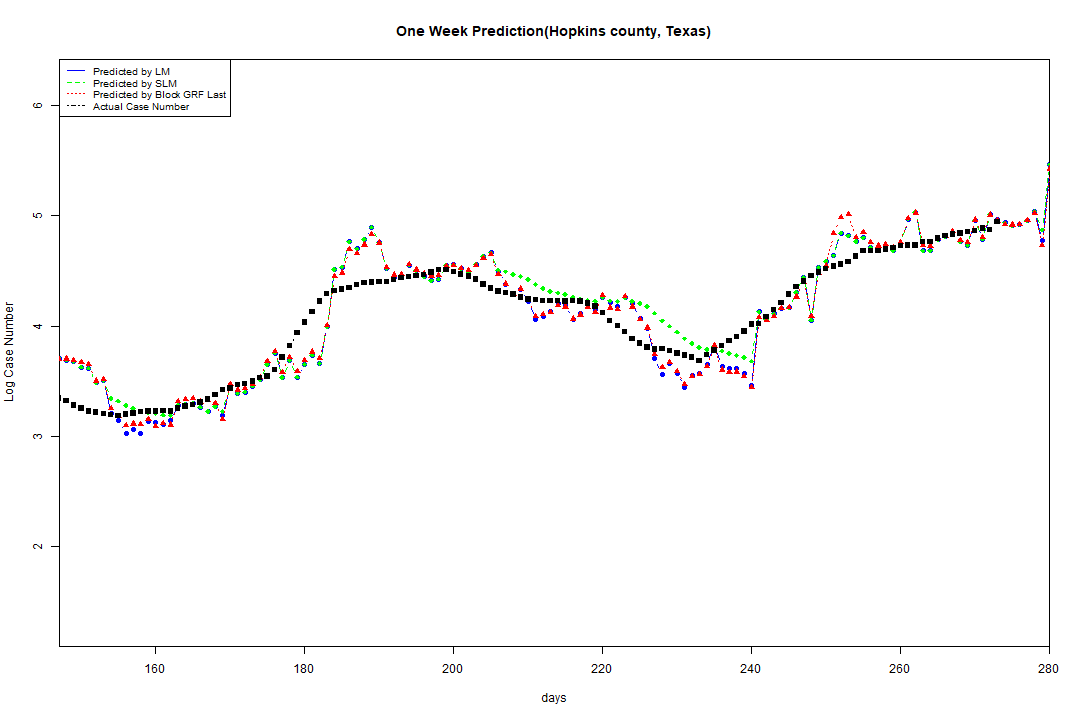 One Week Prediction(Hopkins county, Texas)
Predicted by LM
Predicted by SLM
Predicted by Block GRF Last
Actual Case Number
6
5
4
3
2
Log Case Number
160 180 200 220 240 260 280
days